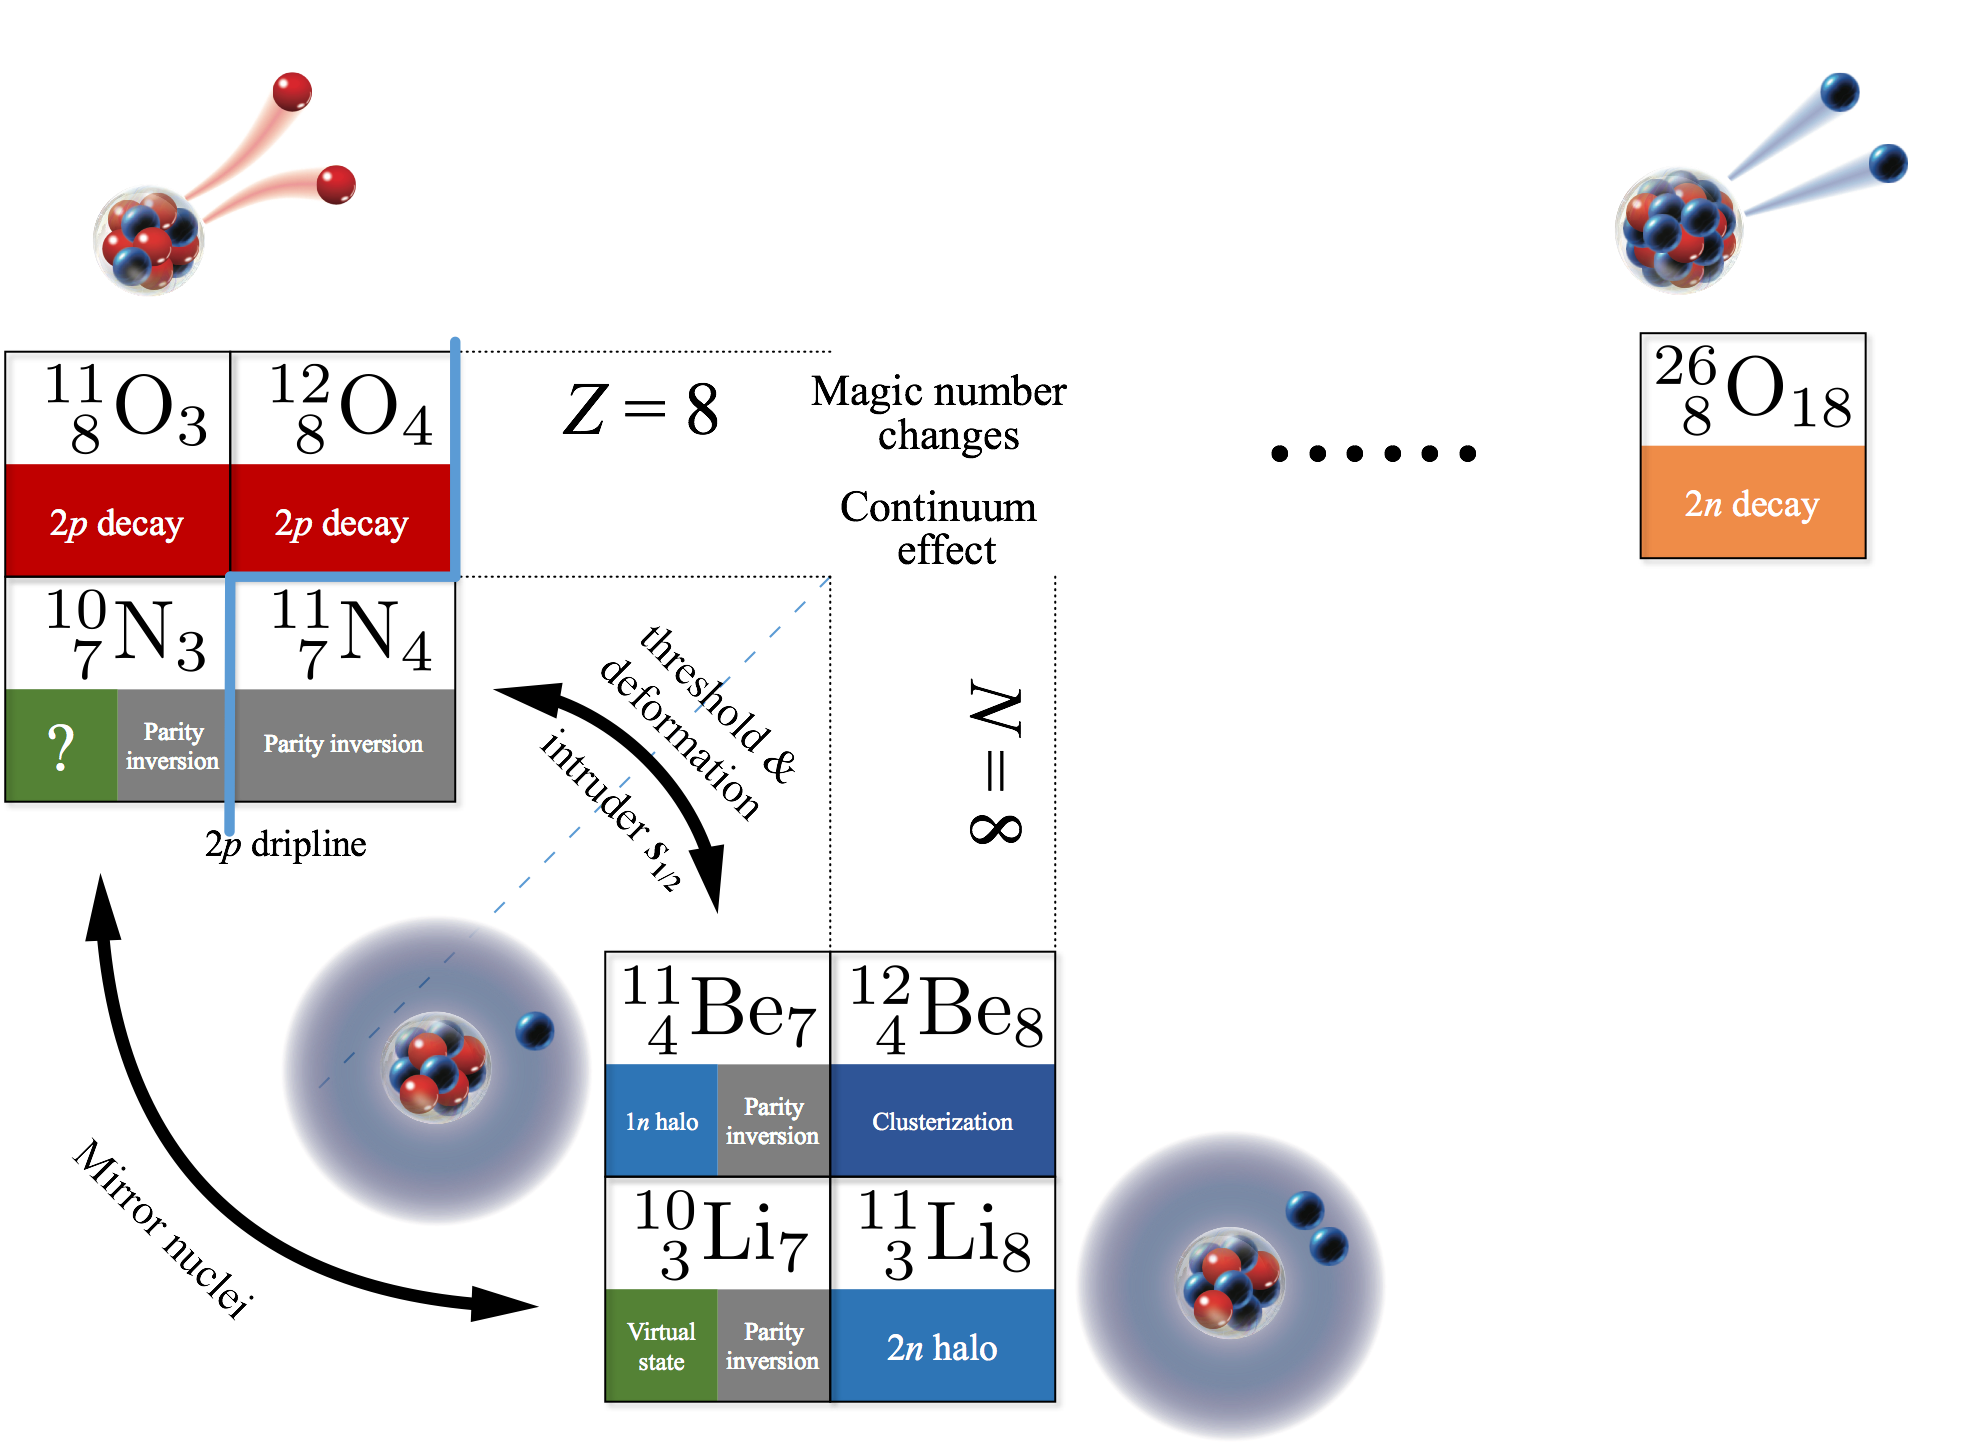 11 8 O 3
12 8 O 4
Z = 8
Magic number
changes
26 8 O 18
2p decay
2p decay
Continuum
effect
2n decay
10 7 N 3
11 7 N 4
?
Parity
inversion
Parity inversion
2p dripline
threshold &
deformation
intruder s1/2
N = 8
Mirror nuclei
11 4 Be 7
12 4 Be 8
1n halo
Parity
inversion
Clusterization
10 3 Li 7
11 3 Li 8
Virtual
state
Parity
inversion
2n halo